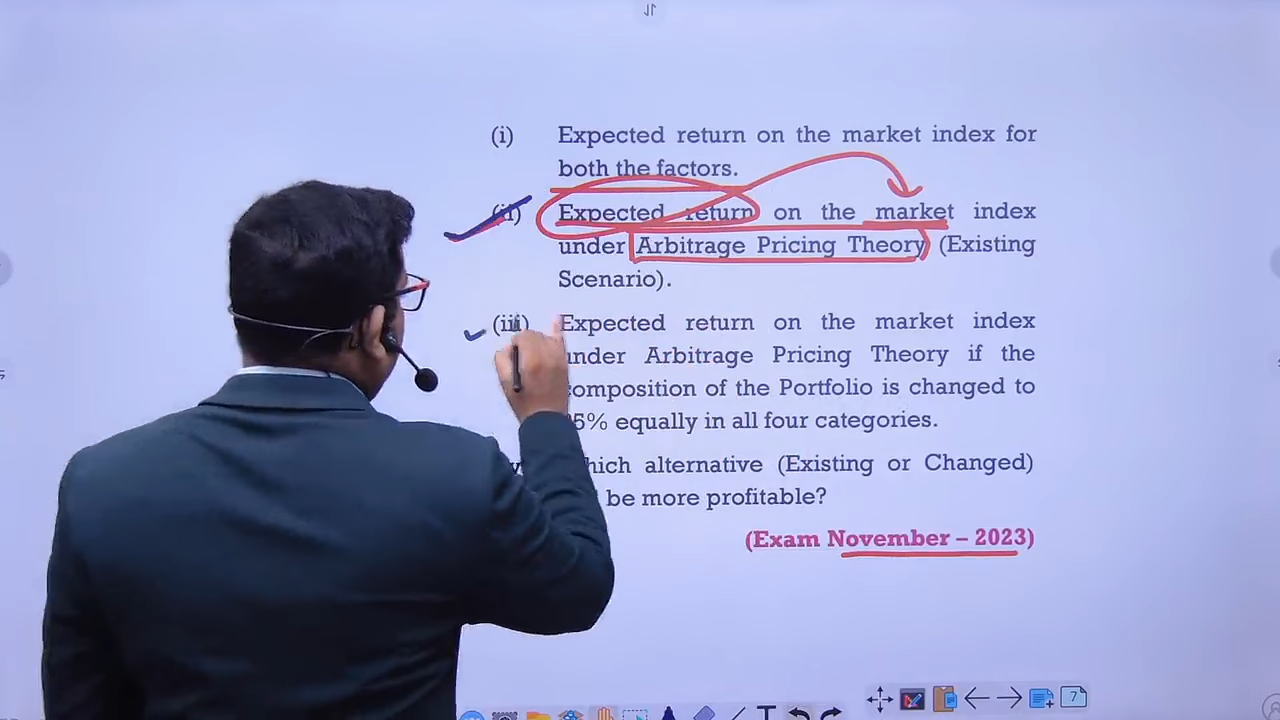 (i) Expected return on the market index for
both the factors.
(ii) Expected return on the market index
under Arbitrage Pricing Theory (Existing
Scenario).
(iii) Expected return on the market index
under Arbitrage Pricing Theory if the
composition of the Portfolio is changed to
5% equally in all four categories.
hich alternative (Existing or Changed)
be more profitable?
(Exam November – 2023)
7